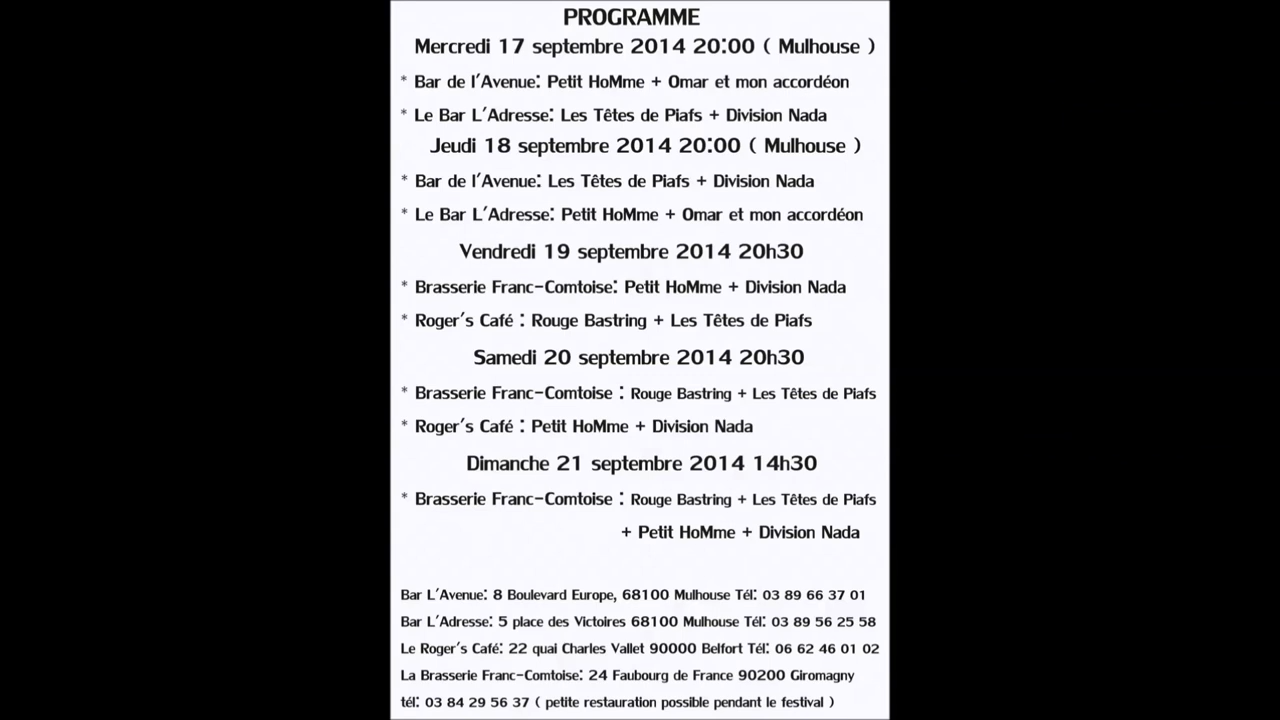 PROGRAMME
Mercredi 17 septembre 2014 20:00 ( Mulhouse )
* Bar de l'Avenue: Petit HoMme + Omar et mon accordéon
* Le Bar L'Adresse: Les Têtes de Piafs + Division Nada
Jeudi 18 septembre 2014 20:00 ( Mulhouse )
* Bar de l'Avenue: Les Têtes de Piafs + Division Nada
* Le Bar L'Adresse: Petit HoMme + Omar et mon accordéon
Vendredi 19 septembre 2014 20h30
* Brasserie Franc-Comtoise: Petit HoMme + Division Nada
* Roger's Café : Rouge Bastring + Les Têtes de Piafs
Samedi 20 septembre 2014 20h30
* Brasserie Franc-Comtoise : Rouge Bastring + Les Têtes de Piafs
* Roger's Café : Petit HoMme + Division Nada
Dimanche 21 septembre 2014 14h30
* Brasserie Franc-Comtoise : Rouge Bastring + Les Têtes de Piafs
+ Petit HoMme + Division Nada
Bar L'Avenue: 8 Boulevard Europe, 68100 Mulhouse Tél: 03 89 66 37 01
Bar L'Adresse: 5 place des Victoires 68100 Mulhouse Tél: 03 89 56 25 58
Le Roger's Café: 22 quai Charles Vallet 90000 Belfort Tél: 06 62 46 01 02
La Brasserie Franc-Comtoise: 24 Faubourg de France 90200 Giromagny
tél: 03 84 29 56 37 ( petite restauration possible pendant le festival )